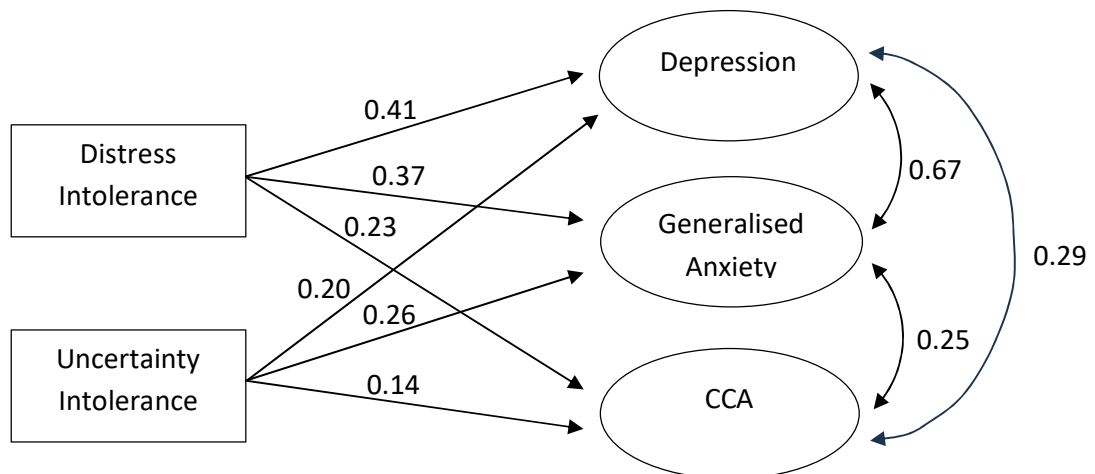 Depression
0.41
Distress
Intolerance
0.37
0.67
0.23
Generalised
Anxiety
0.29
0.20
0.26
Uncertainty
Intolerance
0.25
0.14
CCA